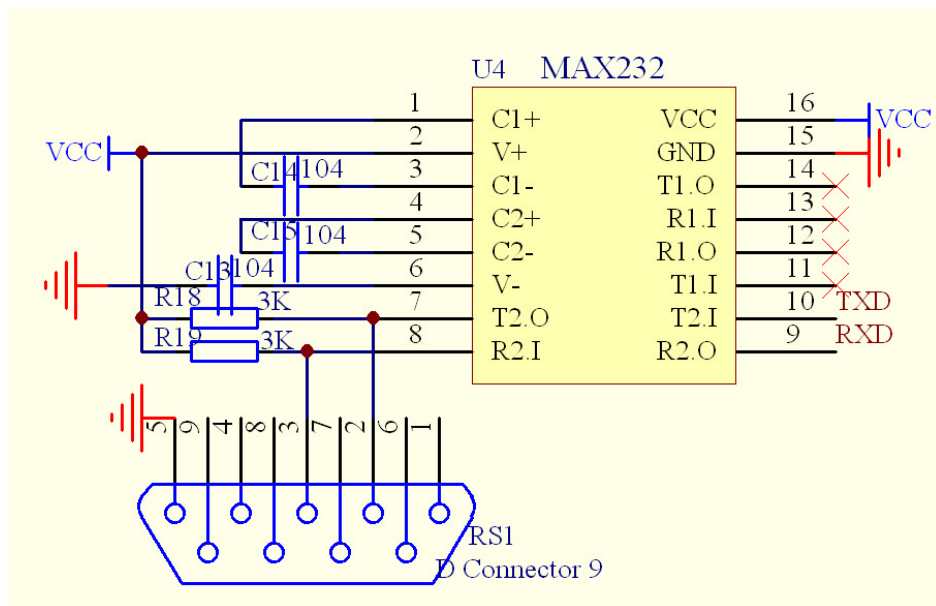 U4 MAX232
1 C1+ VCC 16 VCC
VCC 2 V+ GND 15
C14 104 3 C1- T1.O 14
4 C2+ R1.I 13
C15 104 5 C2- R1.O 12
C13 104 6 V- T1.I 11
R18 3K 7 T2.O T2.I 10 TXD
R19 3K 8 R2.I R2.O 9 RXD
5 9 4 8 3 7 2 6 1
RS1
D Connector 9